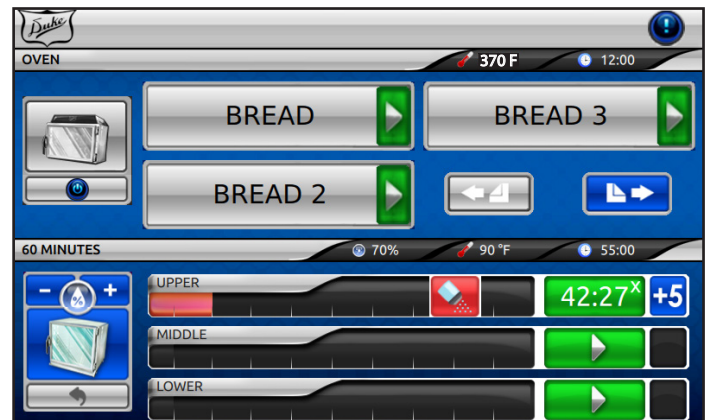 Duke
OVEN
370 F
12:00
BREAD
BREAD 3
BREAD 2
60 MINUTES
70%
90 °F
55:00
- % +
UPPER
42:27 X
+5
MIDDLE
LOWER